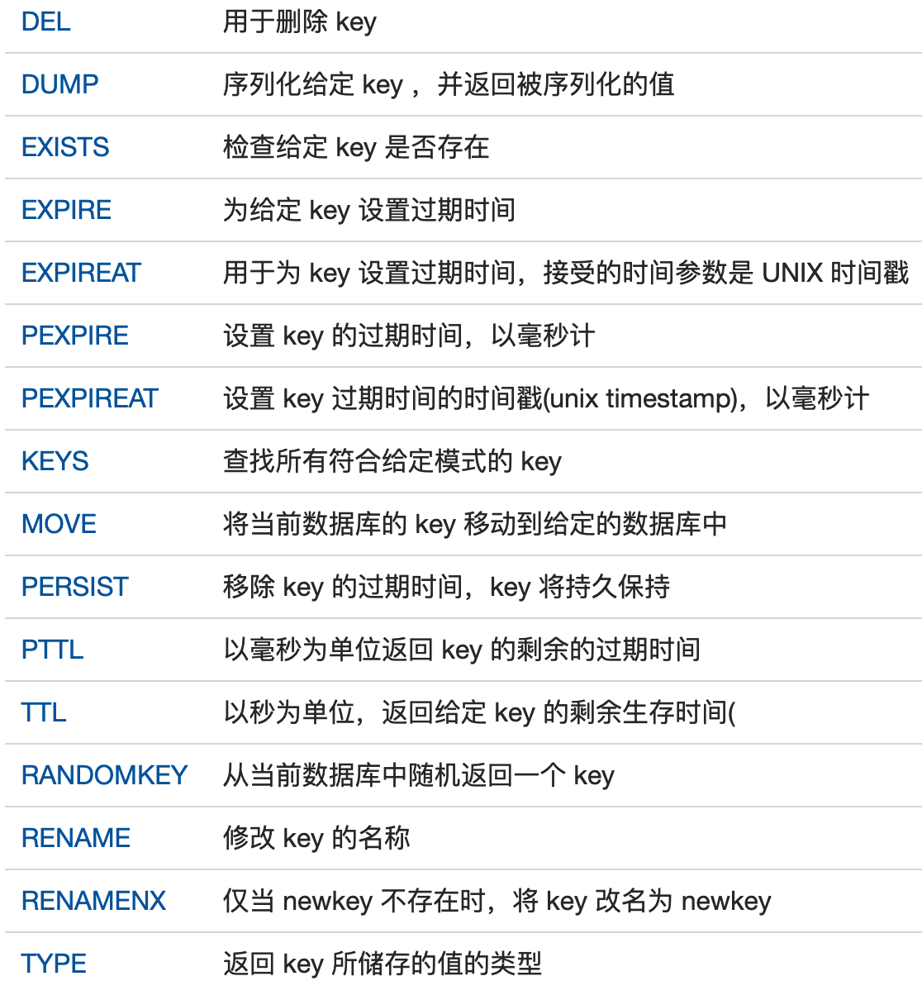 DEL 用于删除 key
DUMP 序列化给定 key ，并返回被序列化的值
EXISTS 检查给定 key 是否存在
EXPIRE 为给定 key 设置过期时间
EXPIREAT 用于为 key 设置过期时间，接受的时间参数是 UNIX 时间戳
PEXPIRE 设置 key 的过期时间，以毫秒计
PEXPIREAT 设置 key 过期时间的时间戳(unix timestamp)，以毫秒计
KEYS 查找所有符合给定模式的 key
MOVE 将当前数据库的 key 移动到给定的数据库中
PERSIST 移除 key 的过期时间，key 将持久保持
PTTL 以毫秒为单位返回 key 的剩余的过期时间
TTL 以秒为单位，返回给定 key 的剩余生存时间(
RANDOMKEY 从当前数据库中随机返回一个 key
RENAME 修改 key 的名称
RENAMENX 仅当 newkey 不存在时，将 key 改名为 newkey
TYPE 返回 key 所储存的值的类型